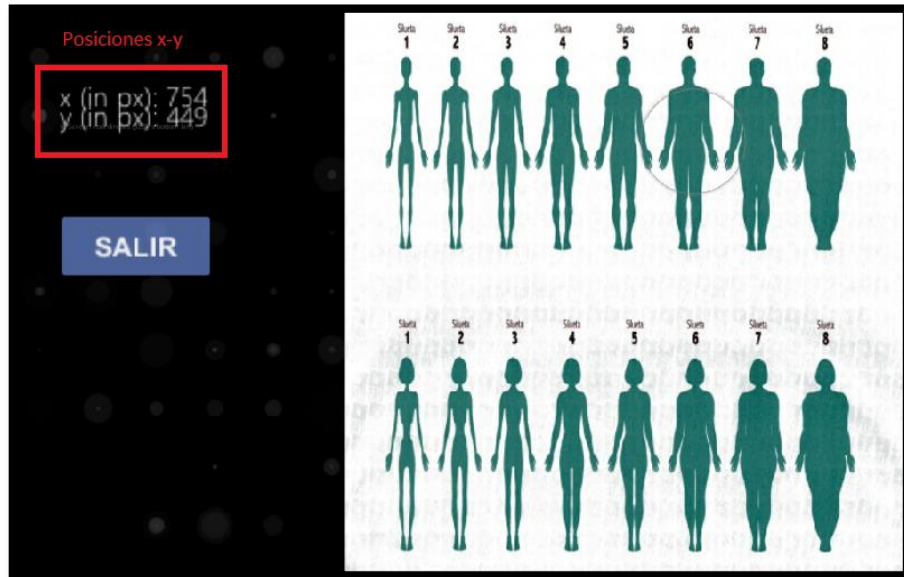 Posiciones x-y
x (in px): 754
y (in px): 449
SALIR
Silueta Silueta Silueta Silueta Silueta Silueta Silueta Silueta
1 2 3 4 5 6 7 8
Silueta Silueta Silueta Silueta Silueta Silueta Silueta Silueta
1 2 3 4 5 6 7 8